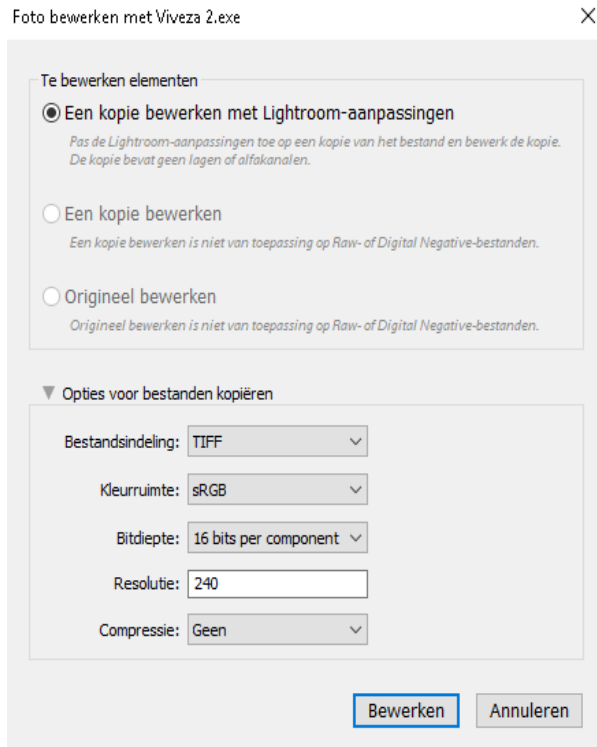 Foto bewerken met Viveza 2.exe
Te bewerken elementen
Een kopie bewerken met Lightroom-aanpassingen
Pas de Lightroom-aanpassingen toe op een kopie van het bestand en bewerk de kopie.
De kopie bevat geen lagen of alfakanalen.
Een kopie bewerken
Een kopie bewerken is niet van toepassing op Raw- of Digital Negative-bestanden.
Origineel bewerken
Origineel bewerken is niet van toepassing op Raw- of Digital Negative-bestanden.
Opties voor bestanden kopiëren
Bestandsindeling: TIFF
Kleurruimte: sRGB
Bitdiepte: 16 bits per component
Resolutie: 240
Compressie: Geen
Bewerken Annuleren